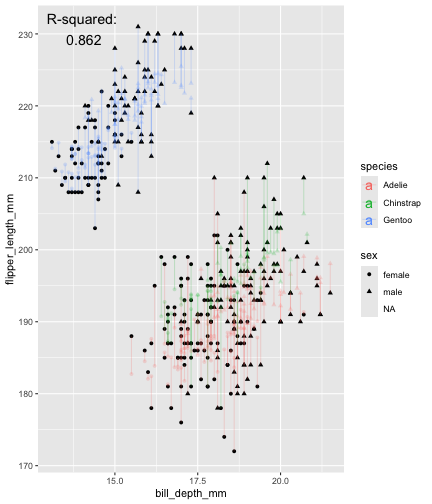 R-squared:
0.862
230
220
210
200
190
180
170
15.0
17.5
20.0
bill_depth_mm
flipper_length_mm
species
a Adelie
a Chinstrap
a Gentoo
sex
female
male
NA